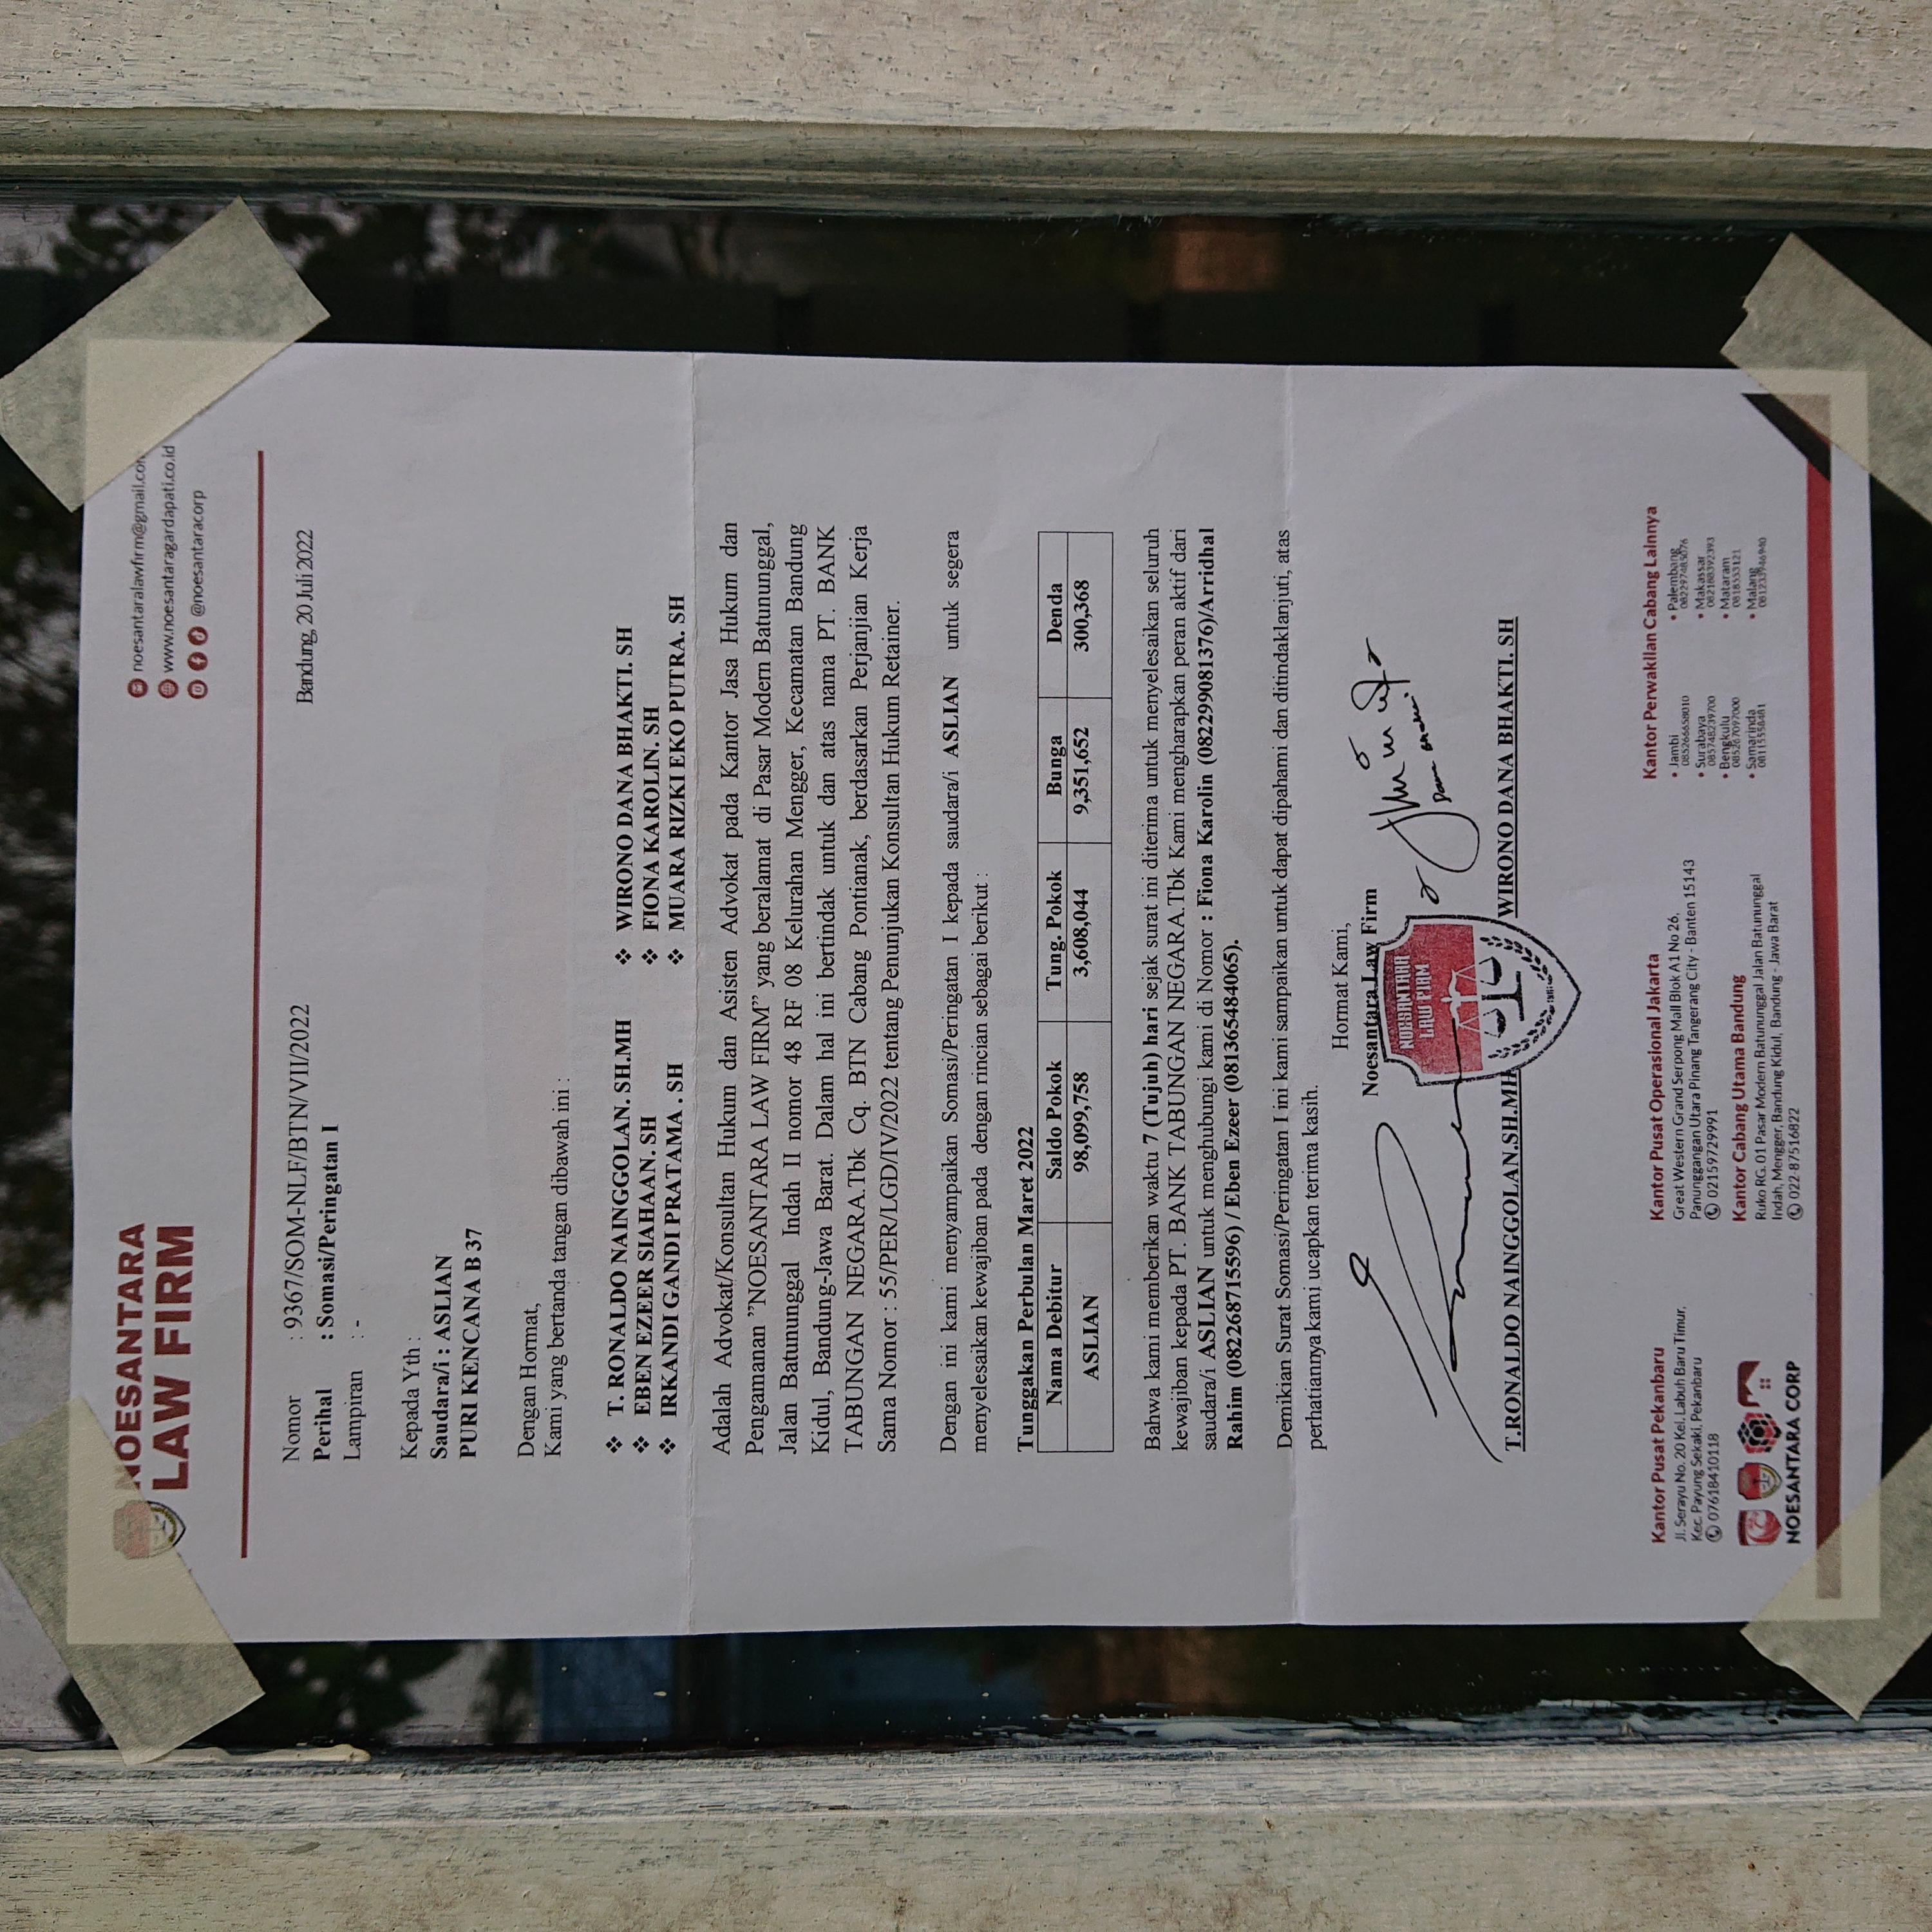 NOESANTARA
LAW FIRM
noesantaralawfirm@gmail.com
www.noesantaragardapati.co.id
@noesantaracorp
Nomor : 9367/SOM-NLF/BTN/VII/2022
Bandung, 20 Juli 2022
Perihal : Somasi/Peringatan I
Lampiran : -
Kepada Yth :
Saudara/i : ASLIAN
PURI KENCANA B 37
Dengan Hormat,
Kami yang bertanda tangan dibawah ini :
❖ T. RONALDO NAINGGOLAN. SH.MH
❖ EBEN EZEER SIAHAAN. SH
❖ IRKANDI GANDI PRATAMA . SH
❖ WIRONO DANA BHAKTI. SH
❖ FIONA KAROLIN. SH
❖ MUARA RIZKI EKO PUTRA. SH
Adalah Advokat/Konsultan Hukum dan Asisten Advokat pada Kantor Jasa Hukum dan
Pengamanan "NOESANTARA LAW FIRM" yang beralamat di Pasar Modern Batununggal,
Jalan Batununggal Indah II nomor 48 RF 08 Kelurahan Mengger, Kecamatan Bandung
Kidul, Bandung-Jawa Barat. Dalam hal ini bertindak untuk dan atas nama PT. BANK
TABUNGAN NEGARA.Tbk Cq. BTN Cabang Pontianak, berdasarkan Perjanjian Kerja
Sama Nomor : 55/PER/LGD/IV/2022 tentang Penunjukan Konsultan Hukum Retainer.
Dengan ini kami menyampaikan Somasi/Peringatan I kepada saudara/i ASLIAN untuk segera
menyelesaikan kewajiban pada dengan rincian sebagai berikut :
Tunggakan Perbulan Maret 2022
Nama Debitur Saldo Pokok Tung. Pokok Bunga Denda
ASLIAN 98,099,758 3,608,044 9,351,652 300,368
Bahwa kami memberikan waktu 7 (Tujuh) hari sejak surat ini diterima untuk menyelesaikan seluruh
kewajiban kepada PT. BANK TABUNGAN NEGARA.Tbk Kami mengharapkan peran aktif dari
saudara/i ASLIAN untuk menghubungi kami di Nomor : Fiona Karolin (082299081376)/Arridhal
Rahim (082268715596) / Eben Ezeer (081365484065).
Demikian Surat Somasi/Peringatan I ini kami sampaikan untuk dapat dipahami dan ditindaklanjuti, atas
perhatiannya kami ucapkan terima kasih.
Hormat Kami,
Noesantara Law Firm
NOESANTARA
LAW FIRM
T.RONALDO NAINGGOLAN.SH.MH
WIRONO DANA BHAKTI. SH
Kantor Pusat Pekanbaru
Jl. Serayu No. 20 Kel. Labuh Baru Timur,
Kec. Payung Sekaki, Pekanbaru
07618410118
NOESANTARA CORP
Kantor Pusat Operasional Jakarta
Great Western Grand Serpong Mall Blok A1 No 26,
Panunggangan Utara Pinang Tangerang City - Banten 15143
02159729991
Kantor Cabang Utama Bandung
Ruko RG. 01 Pasar Modern Batununggal Jalan Batununggal
Indah, Mengger, Bandung Kidul, Bandung - Jawa Barat
022-87516822
Kantor Perwakilan Cabang Lainnya
• Jambi
085266658010
• Surabaya
085748239700
• Bengkulu
085267097000
• Samarinda
• Palembang
• Makassar
082180392393
• Mataram
• Malang